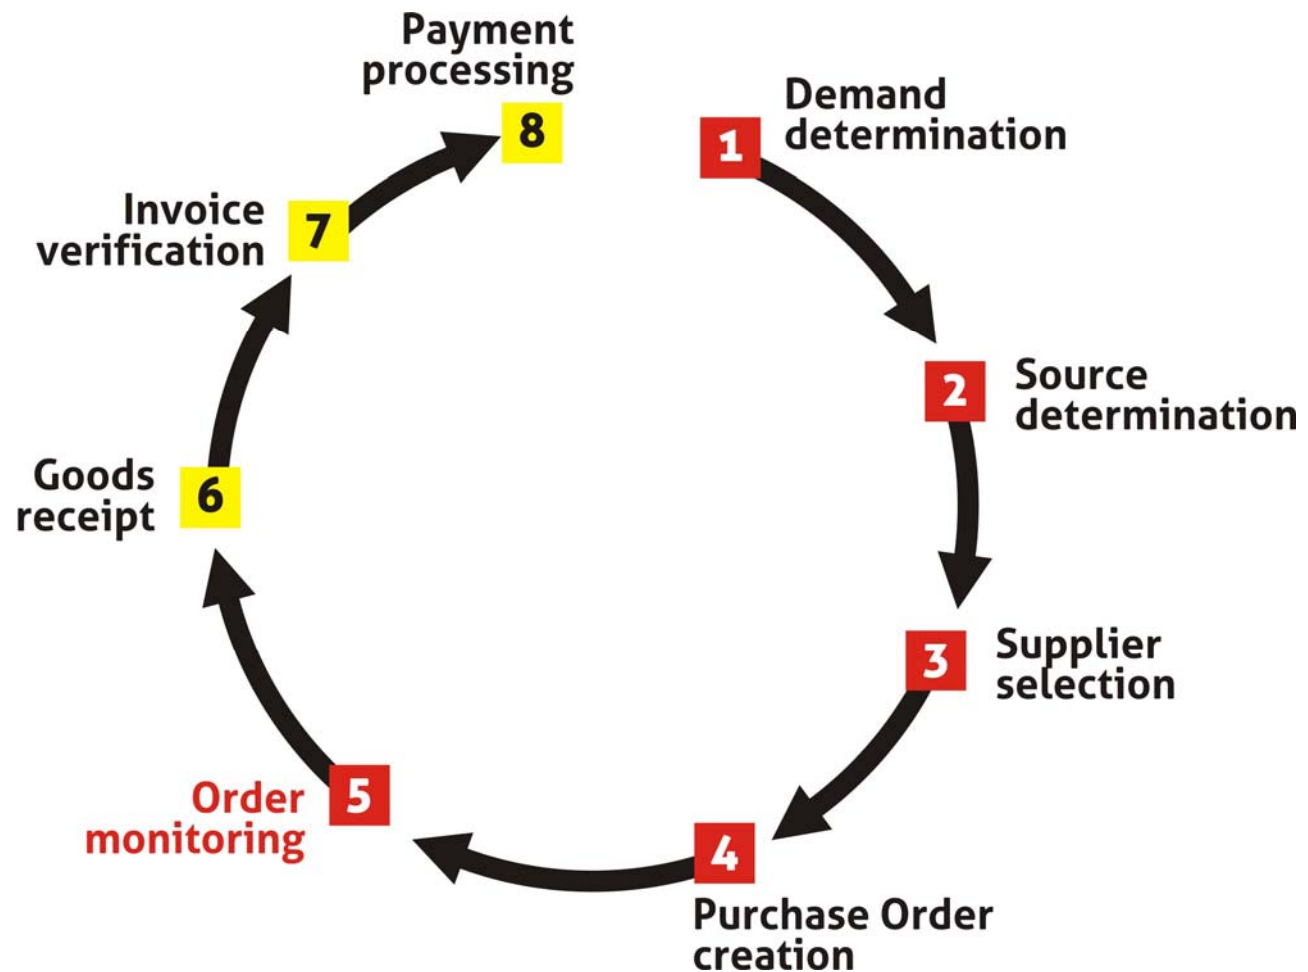 1
Demand
determination
2
Source
determination
3
Supplier
selection
4
Purchase Order
creation
5
Order
monitoring
6
Goods
receipt
7
Invoice
verification
8
Payment
processing